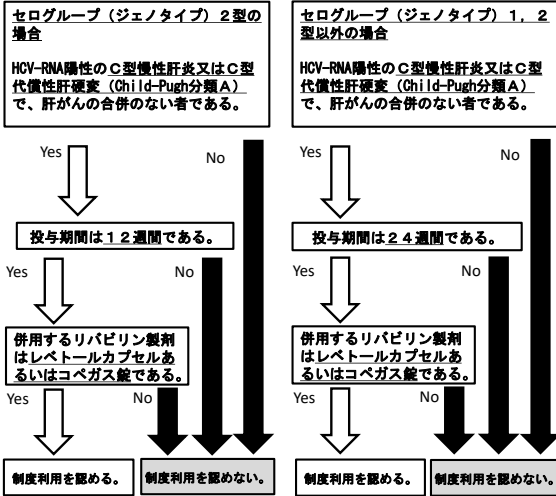 セログループ（ジェノタイプ）２型の
場合
HCV-RNA陽性のＣ型慢性肝炎又はＣ型
代償性肝硬変（Child-Pugh分類Ａ）
で、肝がんの合併のない者である。
Yes
No
投与期間は１２週間である。
Yes
No
併用するリバビリン製剤
はレベトールカプセルあ
るいはコペガス錠である。
Yes
No
制度利用を認める。
制度利用を認めない。
セログループ（ジェノタイプ）１，２
型以外の場合
HCV-RNA陽性のＣ型慢性肝炎又はＣ型
代償性肝硬変（Child-Pugh分類Ａ）
で、肝がんの合併のない者である。
Yes
No
投与期間は２４週間である。
Yes
No
併用するリバビリン製剤
はレベトールカプセルあ
るいはコペガス錠である。
Yes
No
制度利用を認める。
制度利用を認めない。